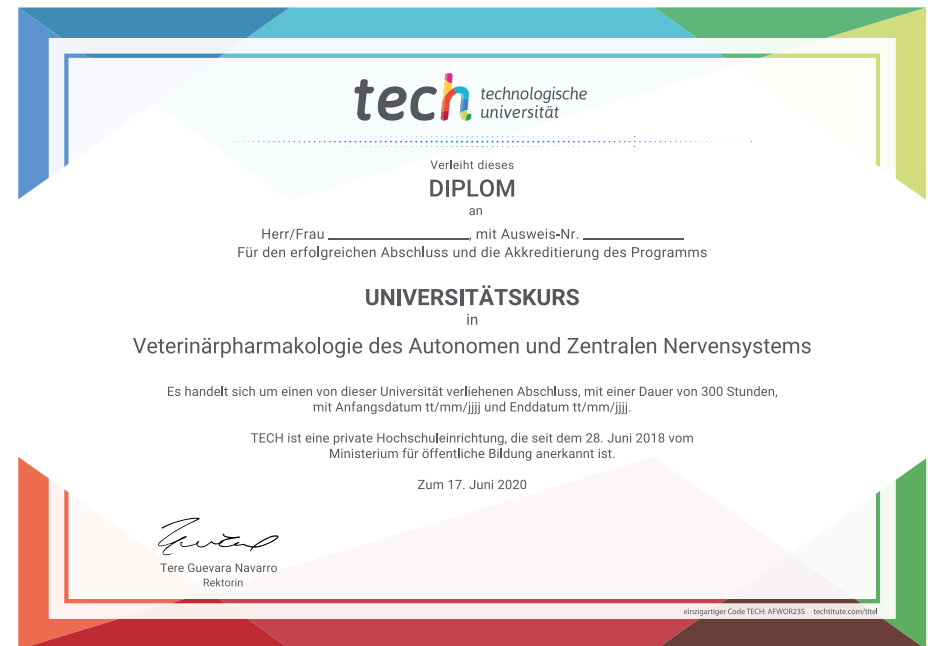 tech technologische
universität
Verleiht dieses
DIPLOM
an
Herr/Frau ____________, mit Ausweis-Nr. ____________
Für den erfolgreichen Abschluss und die Akkreditierung des Programms
UNIVERSITÄTSKURS
in
Veterinärpharmakologie des Autonomen und Zentralen Nervensystems
Es handelt sich um einen von dieser Universität verliehenen Abschluss, mit einer Dauer von 300 Stunden,
mit Anfangsdatum tt/mm/jjjj und Enddatum tt/mm/jjjj.
TECH ist eine private Hochschuleinrichtung, die seit dem 28. Juni 2018 vom
Ministerium für öffentliche Bildung anerkannt ist.
Zum 17. Juni 2020
Tere Guevara Navarro
Rektorin
einzigartiger Code TECH: AFWOR23S techtitute.com/titel